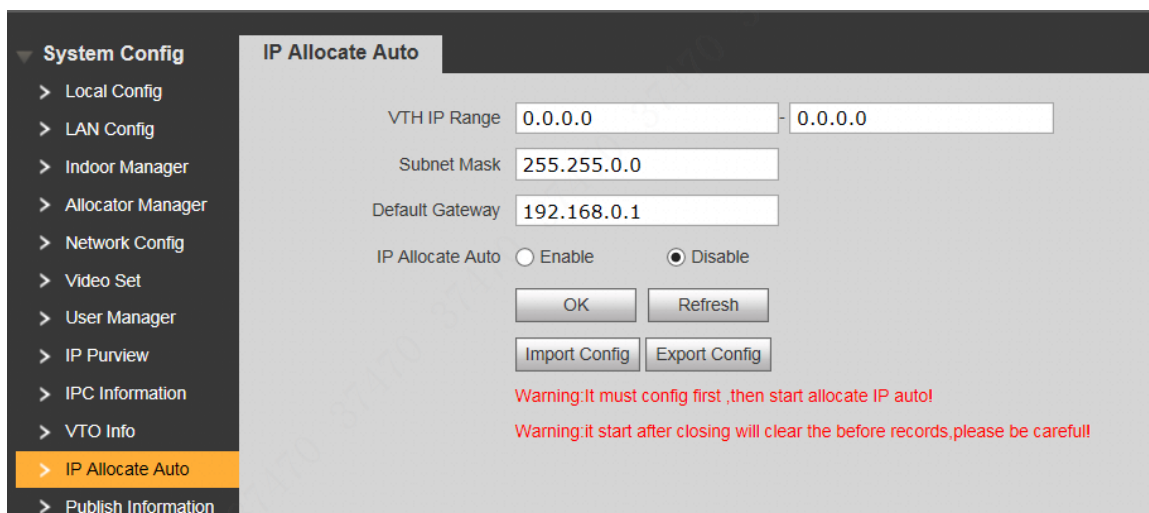 System Config
Local Config
LAN Config
Indoor Manager
Allocator Manager
Network Config
Video Set
User Manager
IP Purview
IPC Information
VTO Info
IP Allocate Auto
Publish Information
IP Allocate Auto
VTH IP Range 0.0.0.0 - 0.0.0.0
Subnet Mask 255.255.0.0
Default Gateway 192.168.0.1
IP Allocate Auto Enable Disable
OK Refresh
Import Config Export Config
Warning:It must config first ,then start allocate IP auto!
Warning:it start after closing will clear the before records,please be careful!
37470 37470
37470 37470